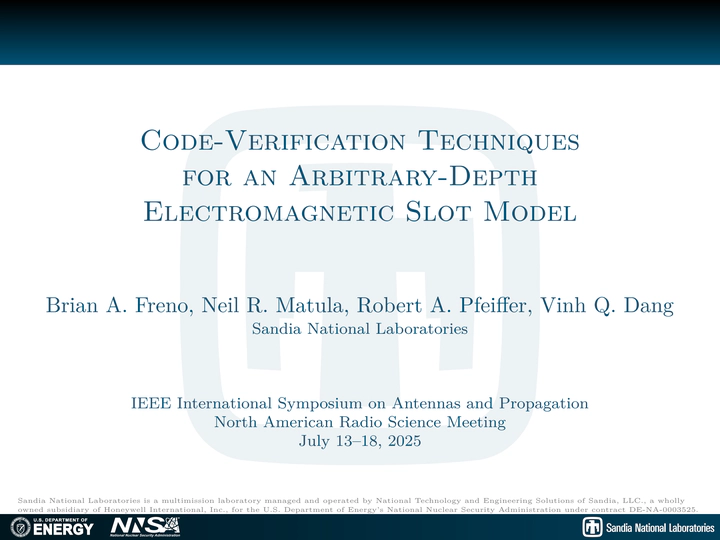 Code-Verification Techniques
for an Arbitrary-Depth
Electromagnetic Slot Model
Brian A. Freno, Neil R. Matula, Robert A. Pfeiffer, Vinh Q. Dang
Sandia National Laboratories
IEEE International Symposium on Antennas and Propagation
North American Radio Science Meeting
July 13–18, 2025
Sandia National Laboratories is a multimission laboratory managed and operated by National Technology and Engineering Solutions of Sandia, LLC., a wholly
owned subsidiary of Honeywell International, Inc., for the U.S. Department of Energy's National Nuclear Security Administration under contract DE-NA-0003525.
U.S. DEPARTMENT OF
ENERGY
NNSA
National Nuclear Security Administration
Sandia National Laboratories